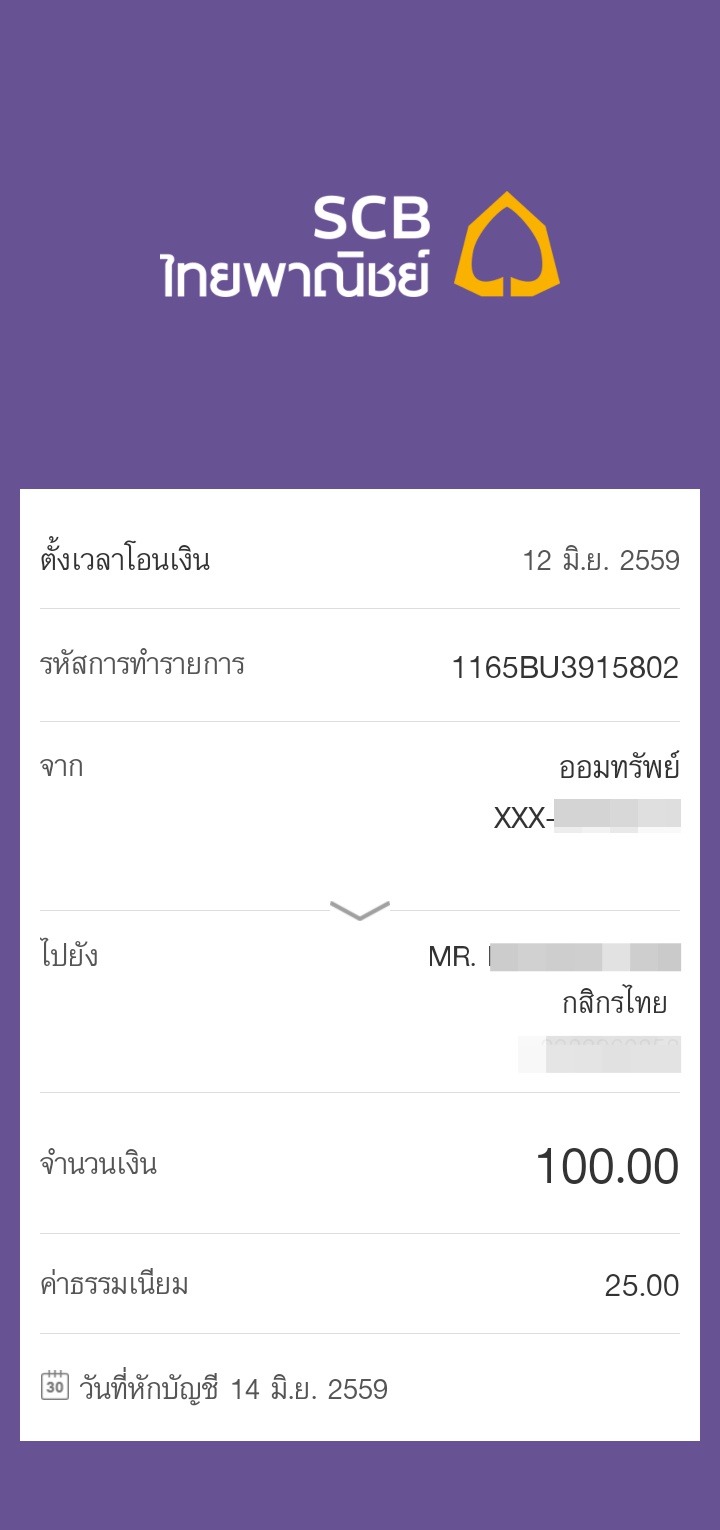 SCB
ไทยพาณิชย์
ตั้งเวลาโอนเงิน 12 มิ.ย. 2559
รหัสการทำรายการ 1165BU3915802
จาก ออมทรัพย์
XXX-
ไปยัง MR.
กสิกรไทย
จำนวนเงิน 100.00
ค่าธรรมเนียม 25.00
30 วันที่หักบัญชี 14 มิ.ย. 2559